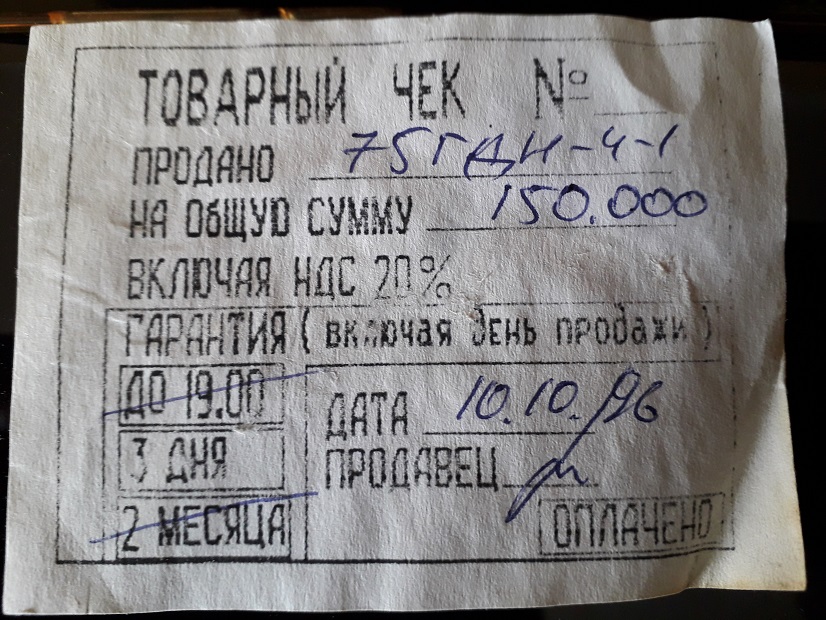 ТОВАРНЫЙ ЧЕК №
ПРОДАНО 75ГДН-4-1
НА ОБЩУЮ СУММУ 150.000
ВКЛЮЧАЯ НДС 20%
ГАРАНТИЯ (включая день продажи)
ДО 19.00
3 ДНЯ
2 МЕСЯЦА
ДАТА 10.10.96
ПРОДАВЕЦ
ОПЛАЧЕНО